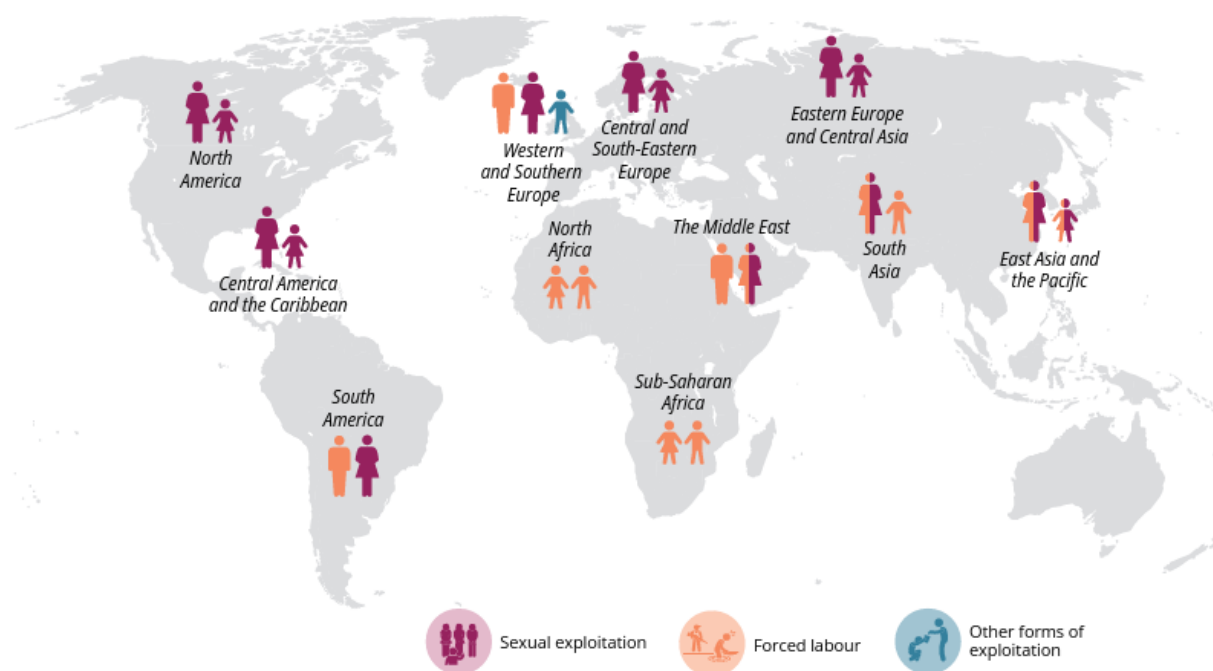 North
America
Western
and Southern
Europe
Central and
South-Eastern
Europe
Eastern Europe
and Central Asia
Central America
and the Caribbean
North
Africa
The Middle East
South
Asia
East Asia and
the Pacific
South
America
Sub-Saharan
Africa
Sexual exploitation
Forced labour
Other forms of
exploitation